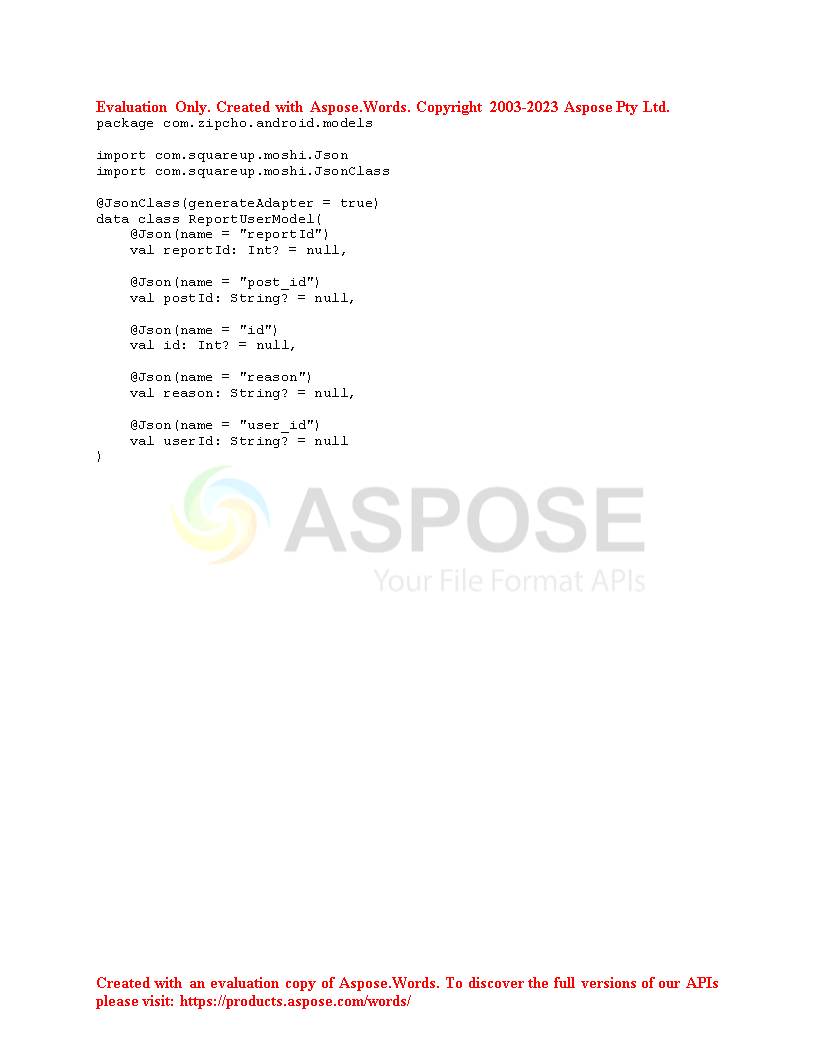 Evaluation Only. Created with Aspose.Words. Copyright 2003-2023 Aspose Pty Ltd.
package com.zipcho.android.models

import com.squareup.moshi.Json
import com.squareup.moshi.JsonClass

@JsonClass(generateAdapter = true)
data class ReportUserModel(
    @Json(name = "reportId")
    val reportId: Int? = null,

    @Json(name = "post_id")
    val postId: String? = null,

    @Json(name = "id")
    val id: Int? = null,

    @Json(name = "reason")
    val reason: String? = null,

    @Json(name = "user_id")
    val userId: String? = null
)
ASPOSE
Your File Format APIs
Created with an evaluation copy of Aspose.Words. To discover the full versions of our APIs
please visit: https://products.aspose.com/words/